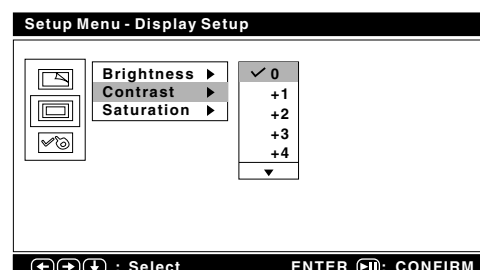 Setup Menu - Display Setup
Brightness
Contrast
Saturation
0
+1
+2
+3
+4
: Select
ENTER : CONFIRM